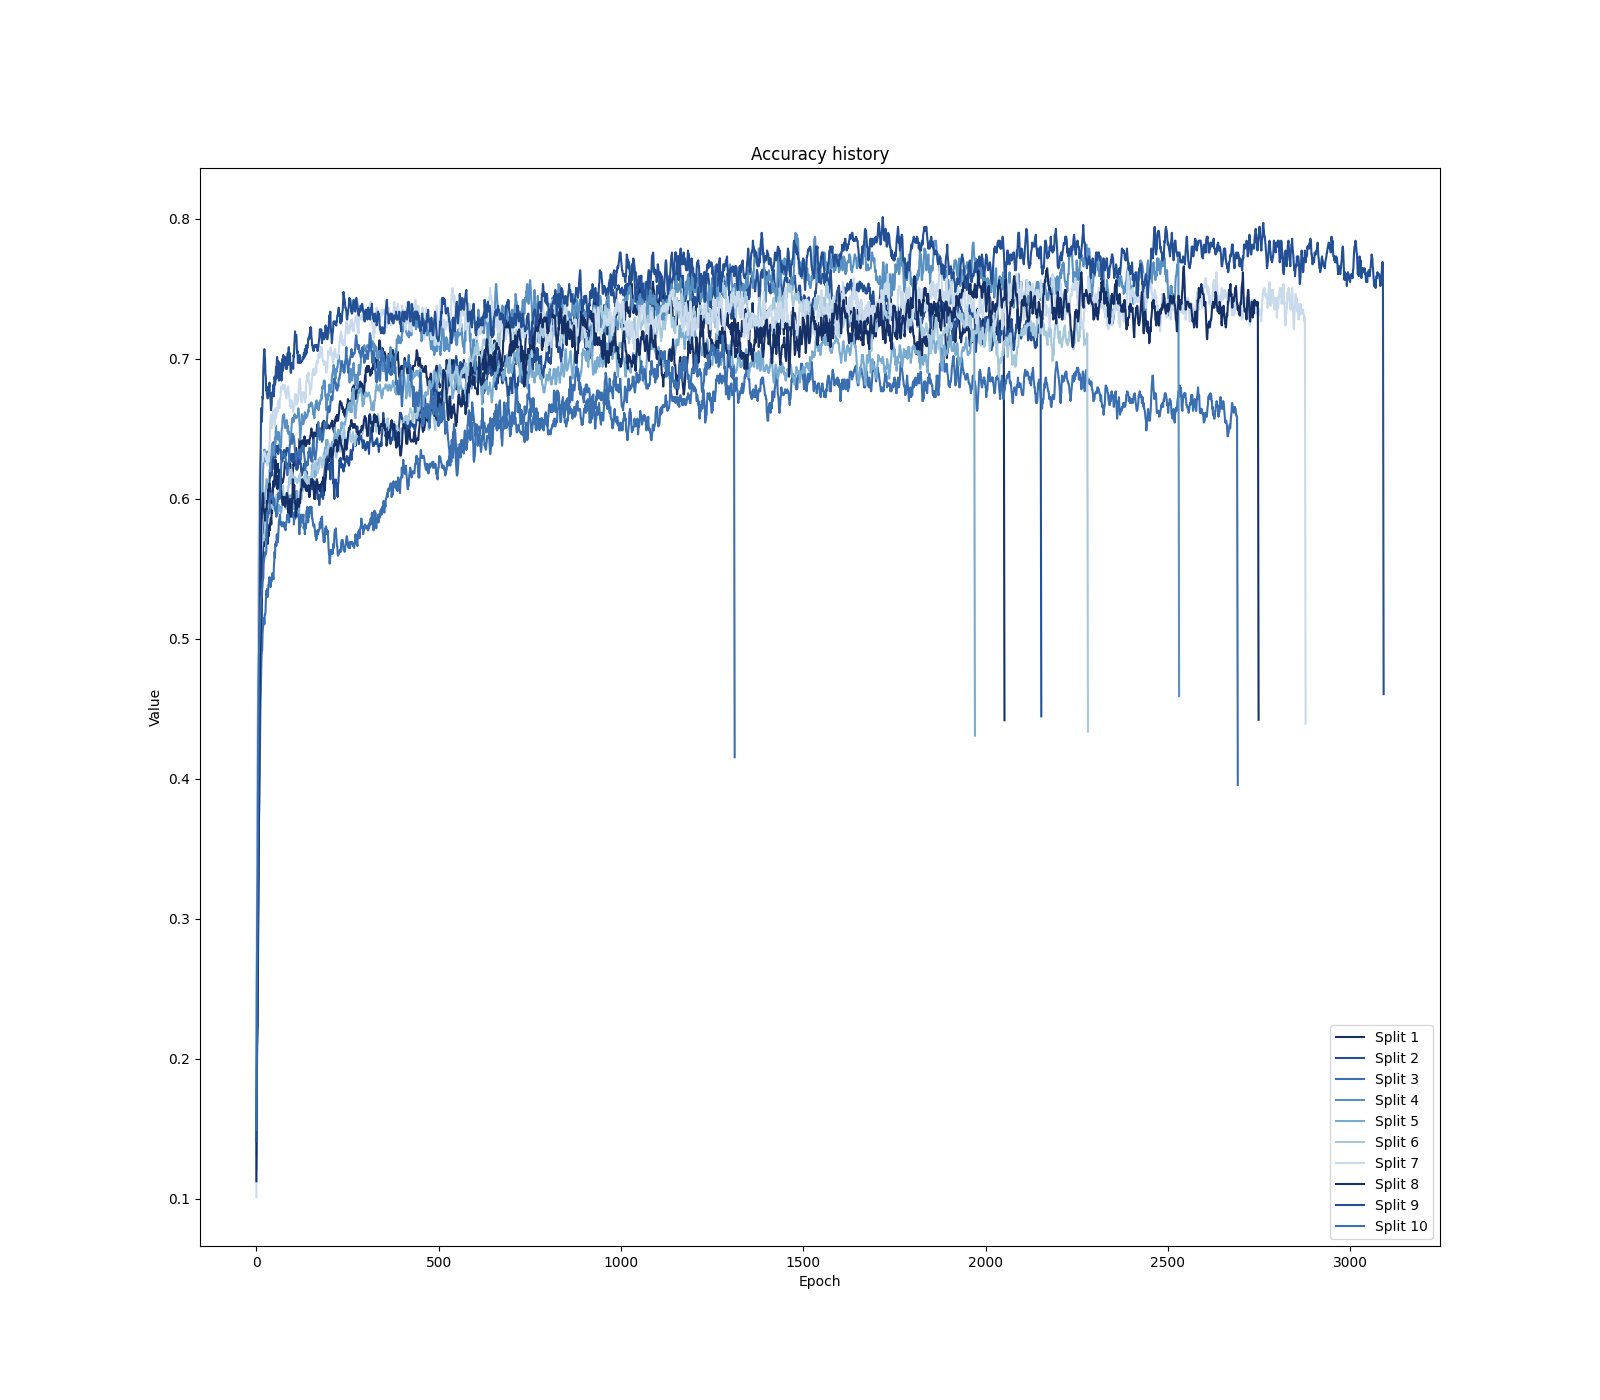 Accuracy history
0.8
0.7
0.6
0.5
0.4
0.3
0.2
0.1
Value
0 500 1000 1500 2000 2500 3000
Epoch
Split 1
Split 2
Split 3
Split 4
Split 5
Split 6
Split 7
Split 8
Split 9
Split 10